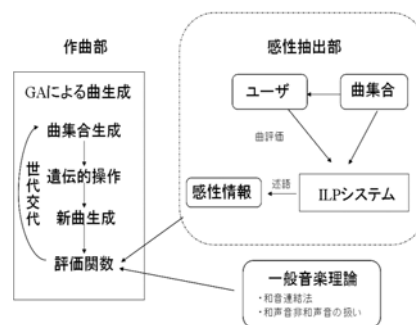 作曲部
GAによる曲生成
曲集合生成
遺伝的操作
新曲生成
評価関数
世代交代
感性抽出部
ユーザ
曲集合
曲評価
感性情報
述語
ILPシステム
一般音楽理論
・和音連結法
・和声音非和声音の扱い